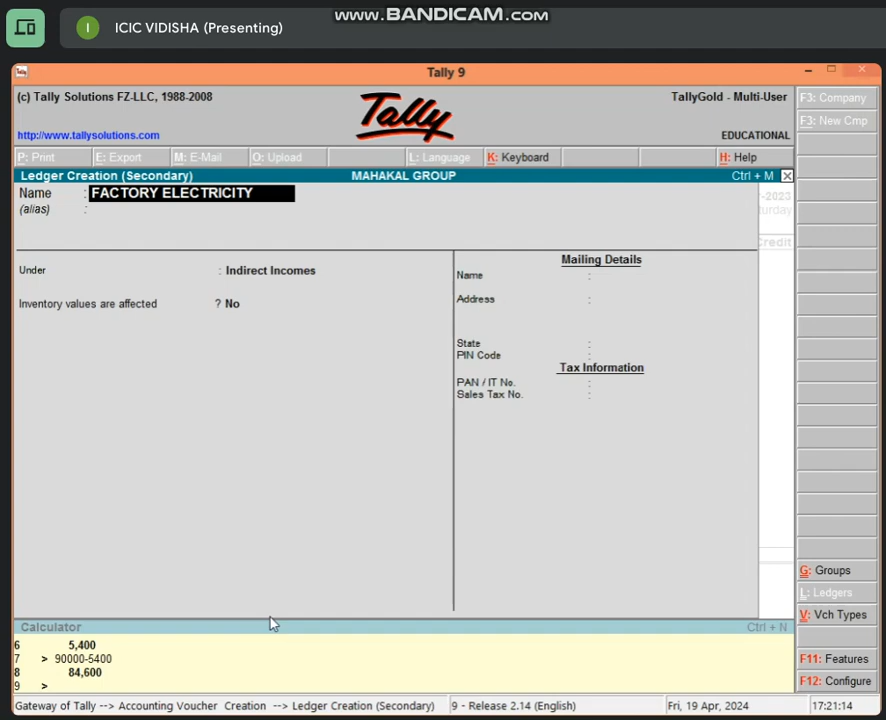 www.BANDICAM.com
I ICIC VIDISHA (Presenting)
Tally 9
(c) Tally Solutions FZ-LLC, 1988-2008
Tally
TallyGold - Multi-User
http://www.tallysolutions.com
EDUCATIONAL
P: Print E: Export M: E-Mail O: Upload L: Language K: Keyboard H: Help
F3: Company
F3: New Cmp
Ledger Creation (Secondary) MAHAKAL GROUP Ctrl + M
Name : FACTORY ELECTRICITY
(alias) :
-2023
turday
Credit
Under : Indirect Incomes
Inventory values are affected ? No
Mailing Details
Name :
Address :
State :
PIN Code :
Tax Information
PAN / IT No. :
Sales Tax No. :
G: Groups
L: Ledgers
V: Vch Types
F11: Features
F12: Configure
Calculator Ctrl + N
6 5,400
7 > 90000-5400
8 84,600
9 >
Gateway of Tally --> Accounting Voucher Creation --> Ledger Creation (Secondary) 9 - Release 2.14 (English) Fri, 19 Apr, 2024 17:21:14